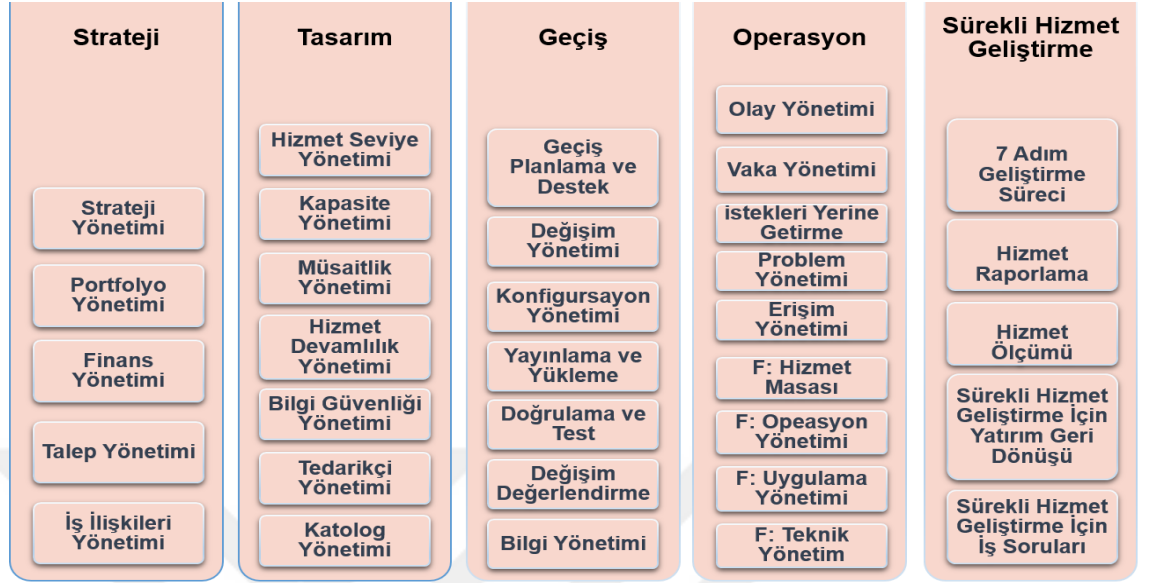 Strateji
Strateji
Yönetimi
Portfolyo
Yönetimi
Finans
Yönetimi
Talep Yönetimi
İş İlişkileri
Yönetimi
Tasarım
Hizmet Seviye
Yönetimi
Kapasite
Yönetimi
Müsaitlik
Yönetimi
Hizmet
Devamlılık
Yönetimi
Bilgi Güvenliği
Yönetimi
Tedarikçi
Yönetimi
Katolog
Yönetimi
Geçiş
Geçiş
Planlama ve
Destek
Değişim
Yönetimi
Konfigursayon
Yönetimi
Yayınlama ve
Yükleme
Doğrulama ve
Test
Değişim
Değerlendirme
Bilgi Yönetimi
Operasyon
Olay Yönetimi
Vaka Yönetimi
istekleri Yerine
Getirme
Problem
Yönetimi
Erişim
Yönetimi
F: Hizmet
Masası
F: Opeasyon
Yönetimi
F: Uygulama
Yönetimi
F: Teknik
Yönetim
Sürekli Hizmet
Geliştirme
7 Adım
Geliştirme
Süreci
Hizmet
Raporlama
Hizmet
Ölçümü
Sürekli Hizmet
Geliştirme İçin
Yatırım Geri
Dönüşü
Sürekli Hizmet
Geliştirme İçin
İş Soruları